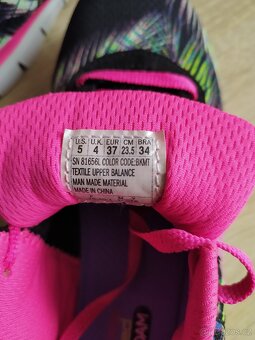 U.S. U.K. EUR CM BRA
5 4 37 23.5 34
SN 81656L COLOR CODE:BKMT
TEXTILE UPPER BALANCE
MAN MADE MATERIAL
MADE IN CHINA